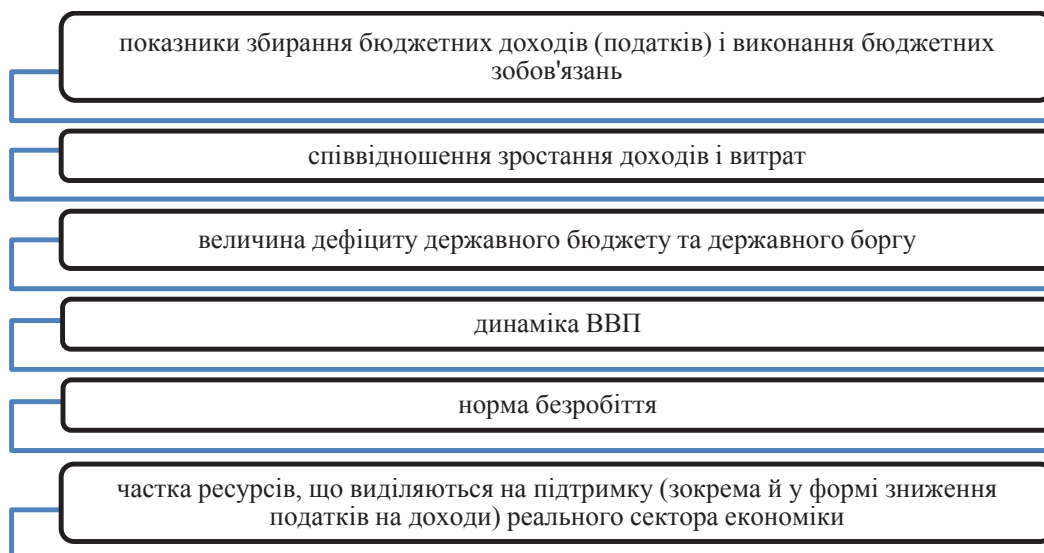 показники збирання бюджетних доходів (податків) і виконання бюджетних
зобов'язань
співвідношення зростання доходів і витрат
величина дефіциту державного бюджету та державного боргу
динаміка ВВП
норма безробіття
частка ресурсів, що виділяються на підтримку (зокрема й у формі зниження
податків на доходи) реального сектора економіки